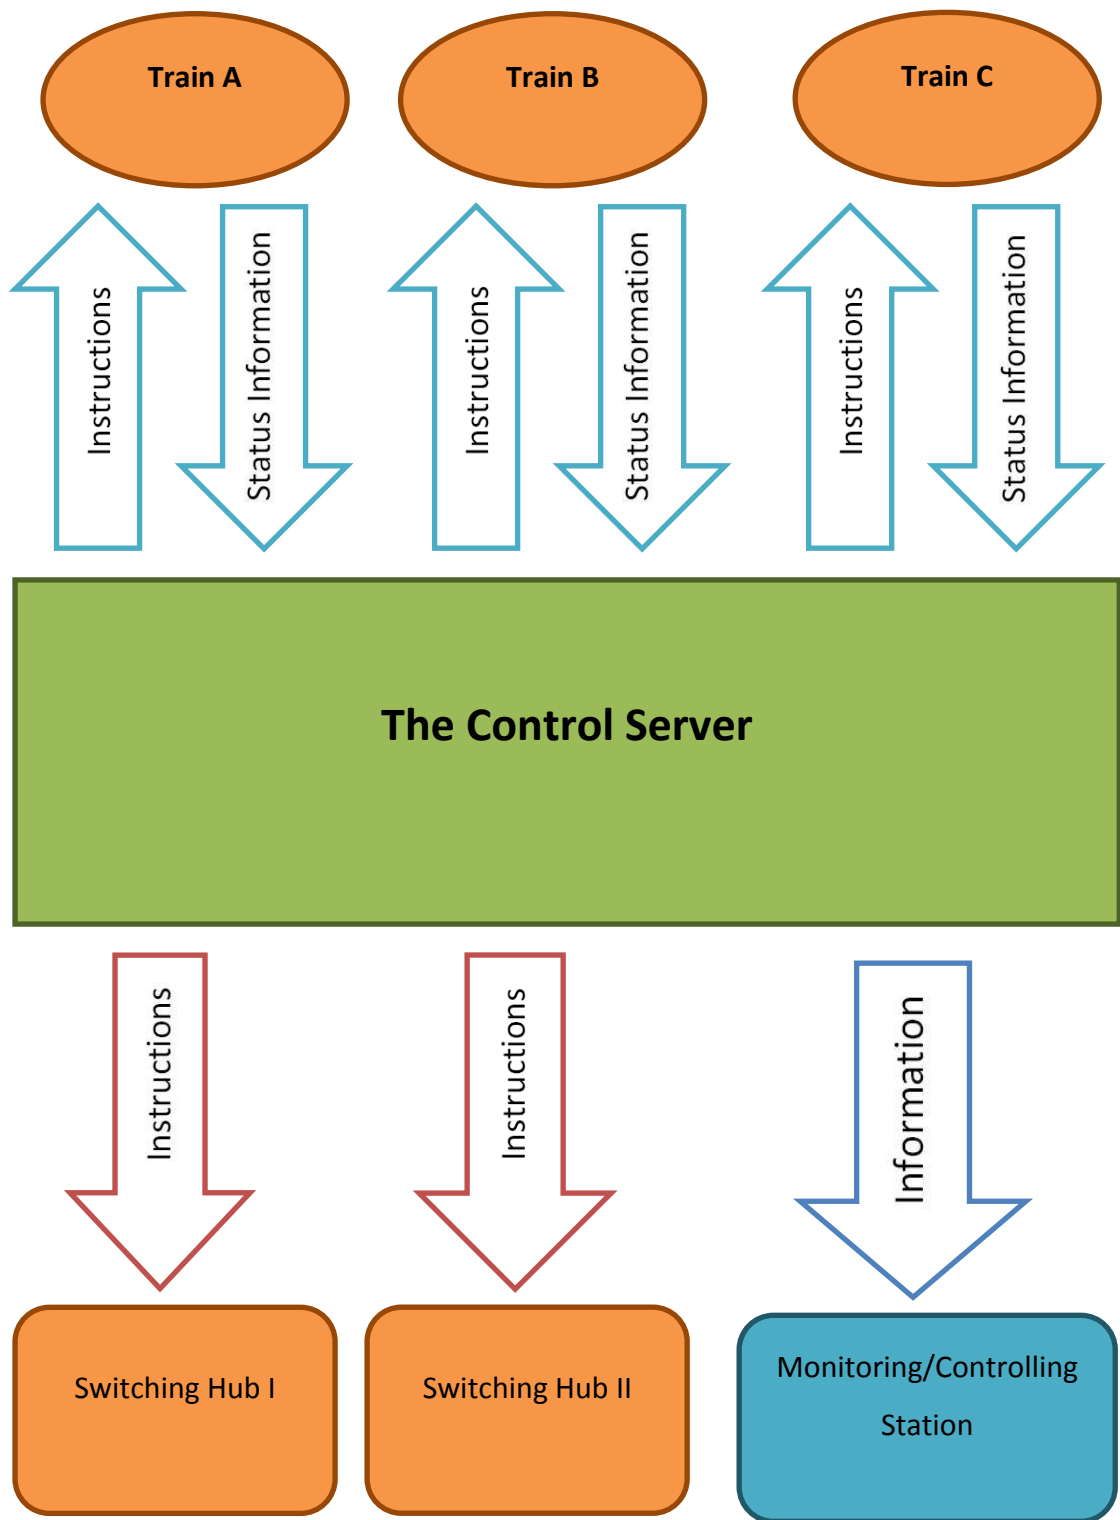 Train A
Train B
Train C
Instructions
Status Information
Instructions
Status Information
Instructions
Status Information
The Control Server
Instructions
Instructions
Information
Switching Hub I
Switching Hub II
Monitoring/Controlling
Station